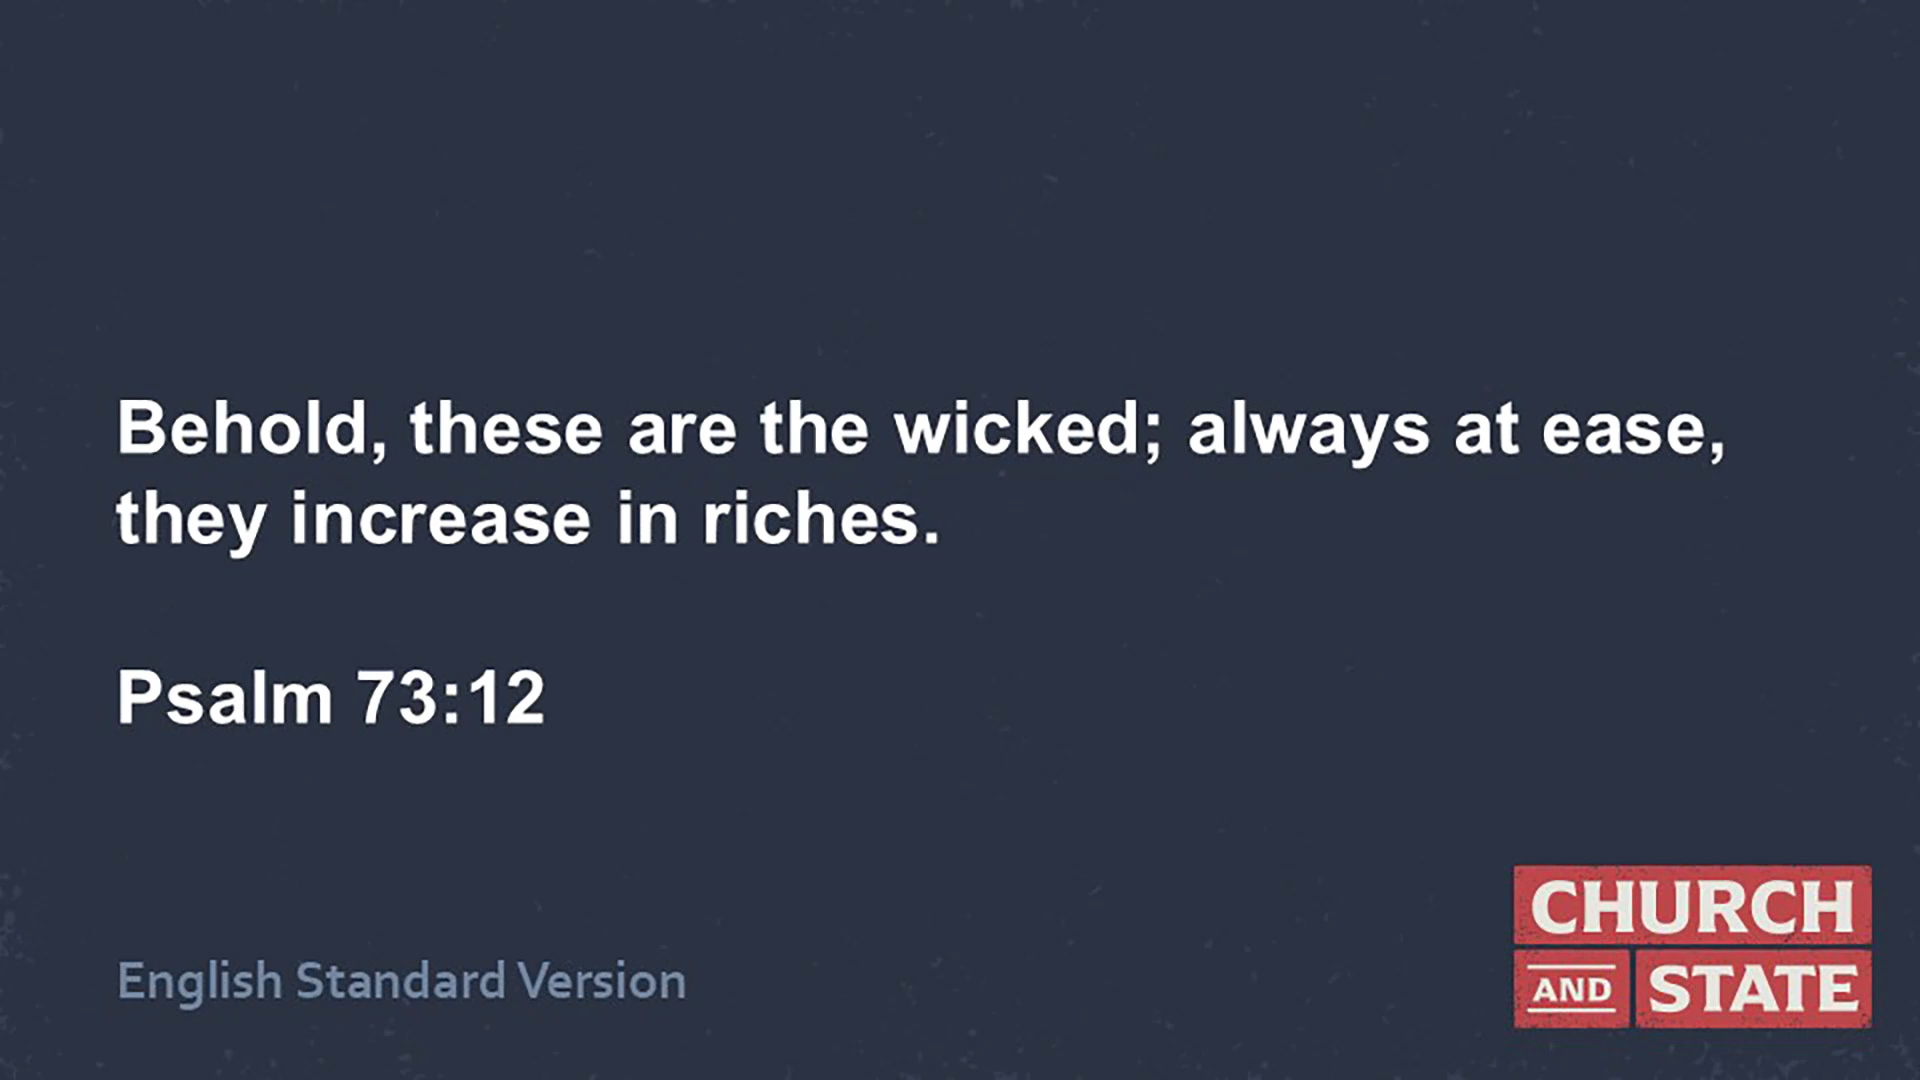 Behold, these are the wicked; always at ease,
they increase in riches.
Psalm 73:12
English Standard Version
CHURCH
AND STATE